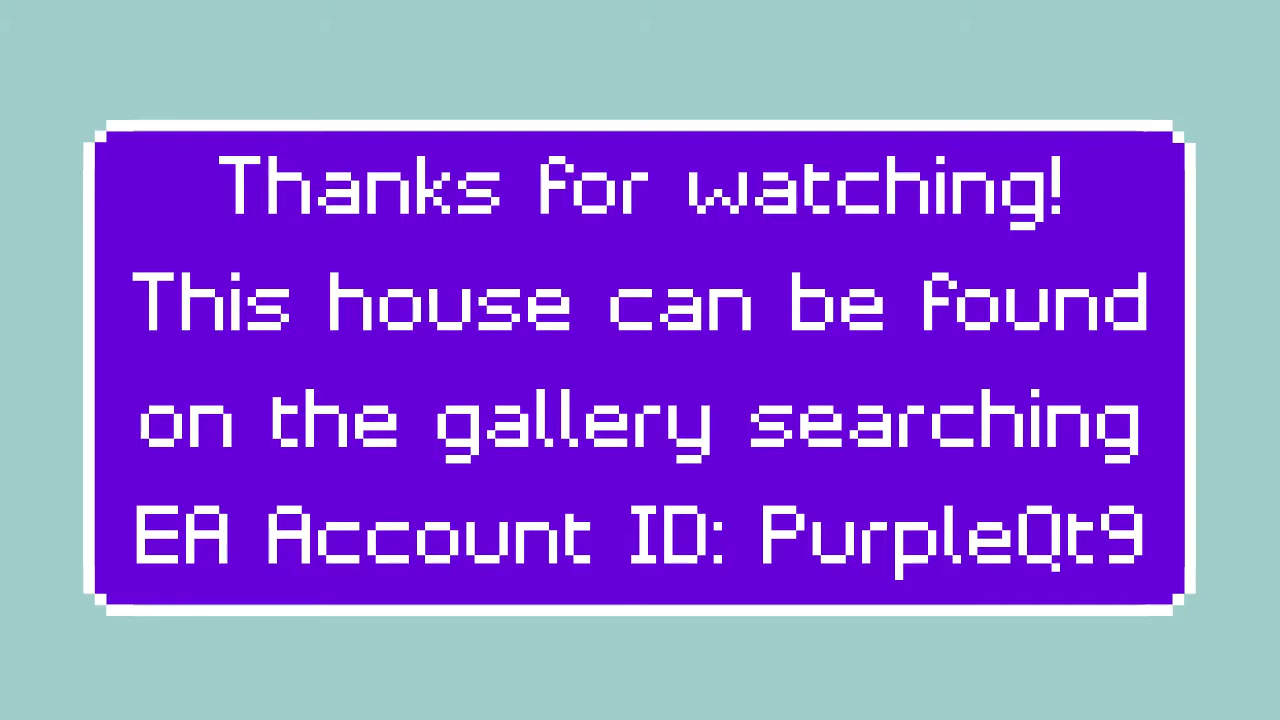 Thanks for watching!
This house can be found
on the gallery searching
EA Account ID: PurpleQt9